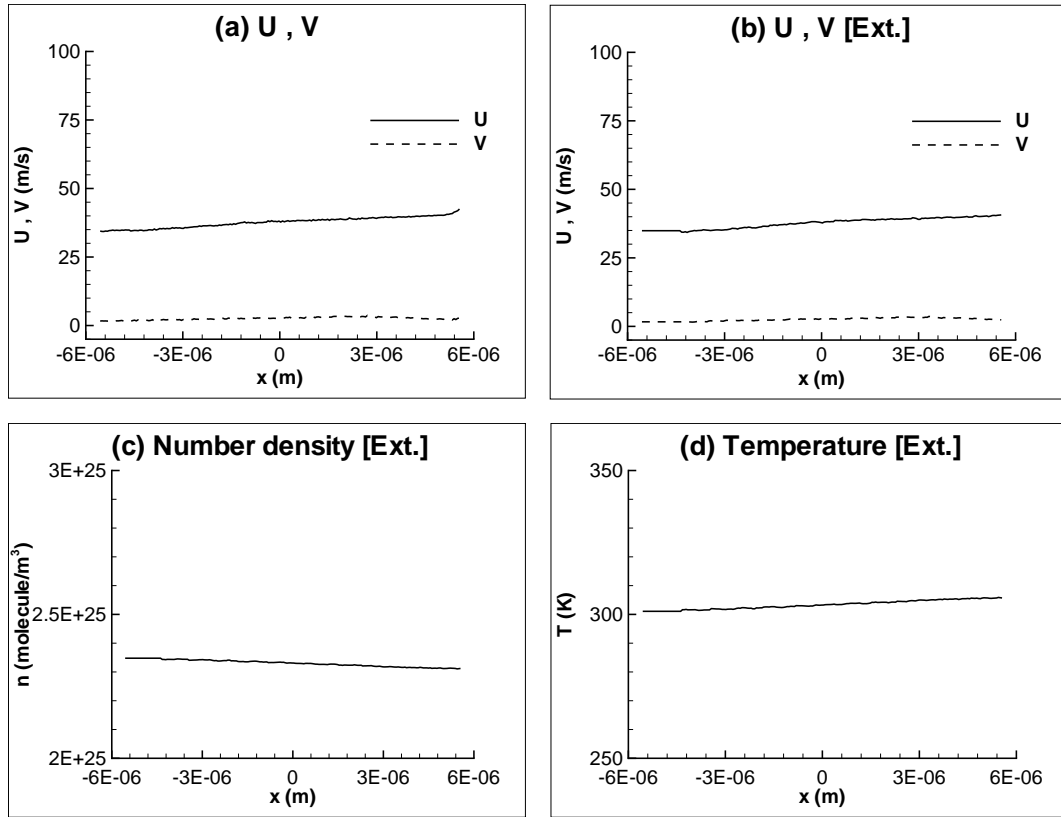 (a) U , V
100
75
50
25
0
U , V (m/s)
U
V
-6E-06 -3E-06 0 3E-06 6E-06
x (m)
(b) U , V [Ext.]
100
75
50
25
0
U , V (m/s)
U
V
-6E-06 -3E-06 0 3E-06 6E-06
x (m)
(c) Number density [Ext.]
3E+25
2.5E+25
2E+25
n (molecule/m³)
-6E-06 -3E-06 0 3E-06 6E-06
x (m)
(d) Temperature [Ext.]
350
300
250
T (K)
-6E-06 -3E-06 0 3E-06 6E-06
x (m)